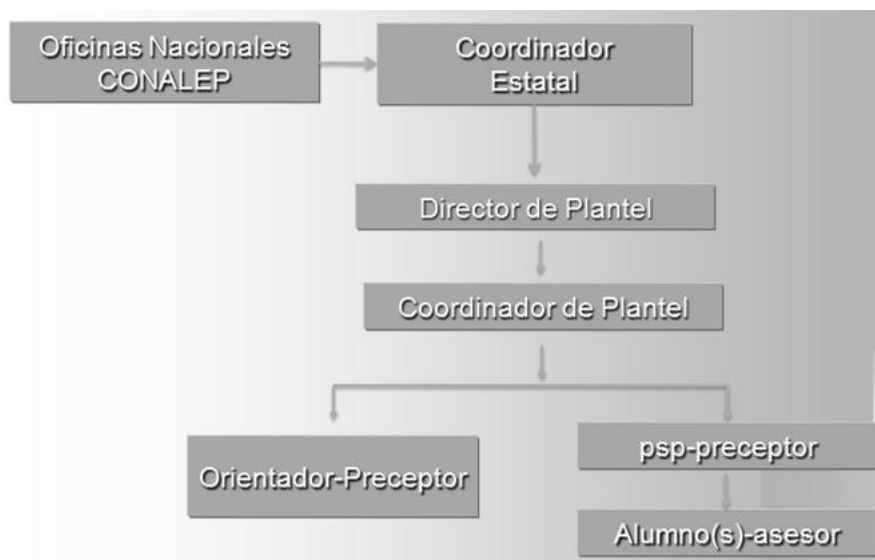 Oficinas Nacionales
CONALEP
Coordinador
Estatal
Director de Plantel
Coordinador de Plantel
Orientador-Preceptor
psp-preceptor
Alumno(s)-asesor